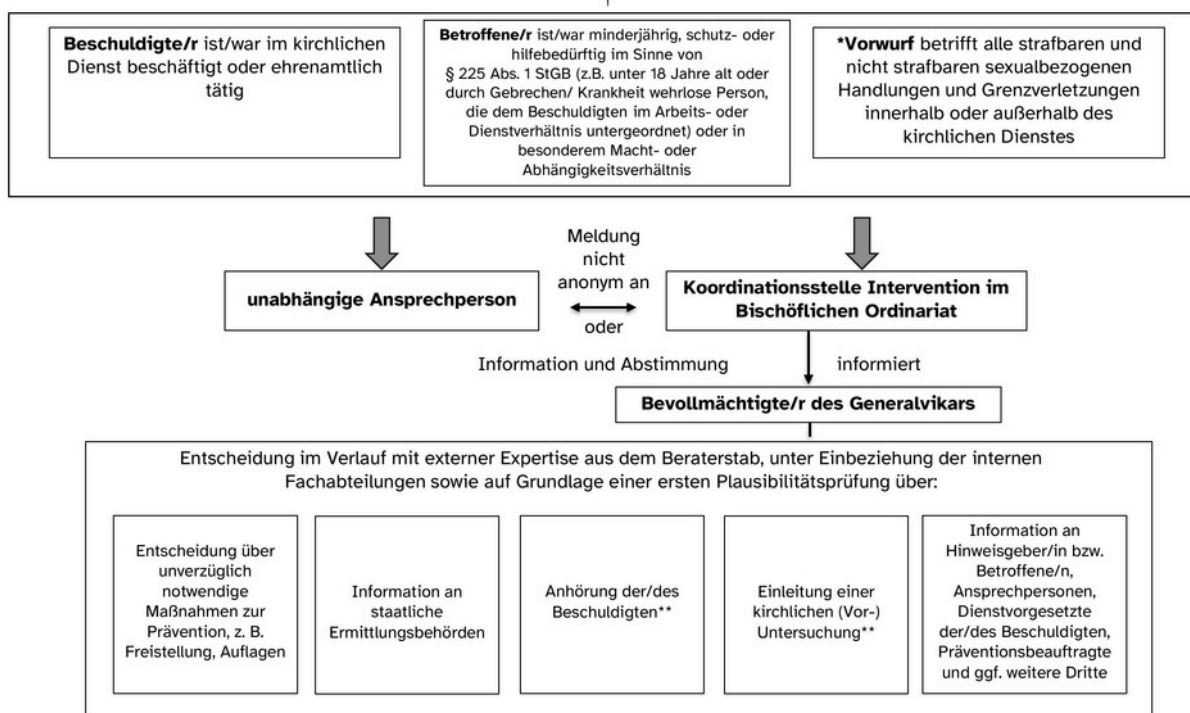 Beschuldigte/r ist/war im kirchlichen
Dienst beschäftigt oder ehrenamtlich
tätig
Betroffene/r ist/war minderjährig, schutz- oder
hilfebedürftig im Sinne von
§ 225 Abs. 1 StGB (z.B. unter 18 Jahre alt oder
durch Gebrechen/ Krankheit wehrlose Person,
die dem Beschuldigten im Arbeits- oder
Dienstverhältnis untergeordnet) oder in
besonderem Macht- oder
Abhängigkeitsverhältnis
*Vorwurf betrifft alle strafbaren und
nicht strafbaren sexualbezogenen
Handlungen und Grenzverletzungen
innerhalb oder außerhalb des
kirchlichen Dienstes
unabhängige Ansprechperson
Meldung
nicht
anonym an
oder
Koordinationsstelle Intervention im
Bischöflichen Ordinariat
Information und Abstimmung
informiert
Bevollmächtigte/r des Generalvikars
Entscheidung im Verlauf mit externer Expertise aus dem Beraterstab, unter Einbeziehung der internen
Fachabteilungen sowie auf Grundlage einer ersten Plausibilitätsprüfung über:
Entscheidung über
unverzüglich
notwendige
Maßnahmen zur
Prävention, z. B.
Freistellung, Auflagen
Information an
staatliche
Ermittlungsbehörden
Anhörung der/des
Beschuldigten**
Einleitung einer
kirchlichen (Vor-)
Untersuchung**
Information an
Hinweisgeber/in bzw.
Betroffene/n,
Ansprechpersonen,
Dienstvorgesetzte
der/des Beschuldigten,
Präventionsbeauftragte
und ggf. weitere Dritte